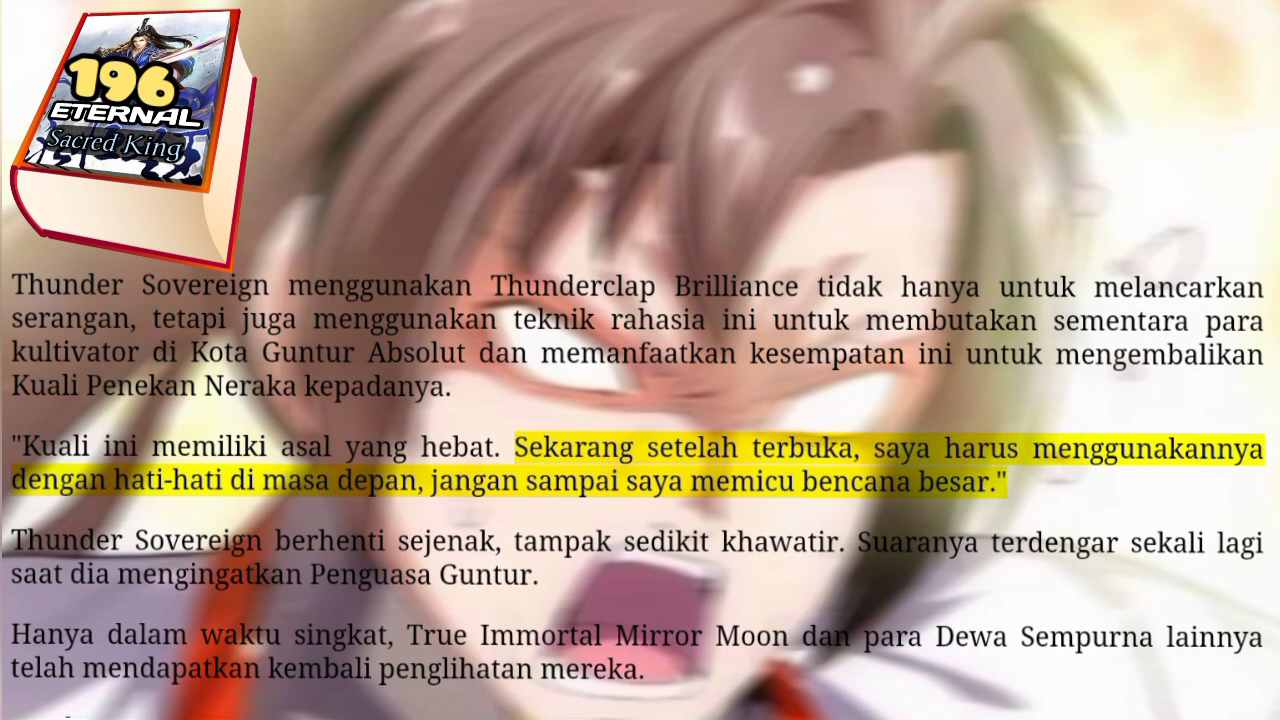 196
ETERNAL
Sacred King
Thunder Sovereign menggunakan Thunderclap Brilliance tidak hanya untuk melancarkan
serangan, tetapi juga menggunakan teknik rahasia ini untuk membutakan sementara para
kultivator di Kota Guntur Absolut dan memanfaatkan kesempatan ini untuk mengembalikan
Kuali Penekan Neraka kepadanya.
"Kuali ini memiliki asal yang hebat. Sekarang setelah terbuka, saya harus menggunakannya
dengan hati-hati di masa depan, jangan sampai saya memicu bencana besar."
Thunder Sovereign berhenti sejenak, tampak sedikit khawatir. Suaranya terdengar sekali lagi
saat dia mengingatkan Penguasa Guntur.
Hanya dalam waktu singkat, True Immortal Mirror Moon dan para Dewa Sempurna lainnya
telah mendapatkan kembali penglihatan mereka.